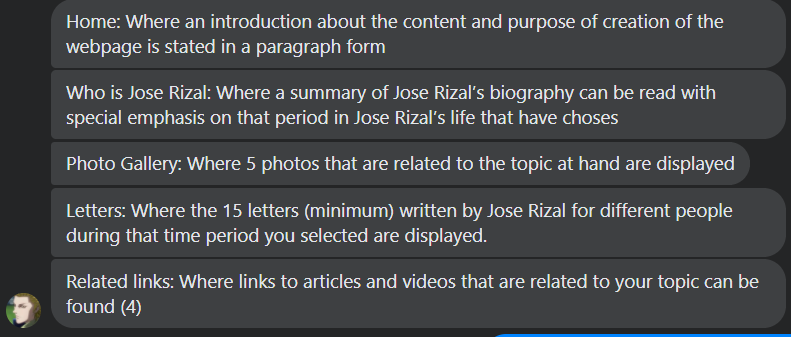 Home: Where an introduction about the content and purpose of creation of the
webpage is stated in a paragraph form
Who is Jose Rizal: Where a summary of Jose Rizal's biography can be read with
special emphasis on that period in Jose Rizal's life that have choses
Photo Gallery: Where 5 photos that are related to the topic at hand are displayed
Letters: Where the 15 letters (minimum) written by Jose Rizal for different people
during that time period you selected are displayed.
Related links: Where links to articles and videos that are related to your topic can be
found (4)